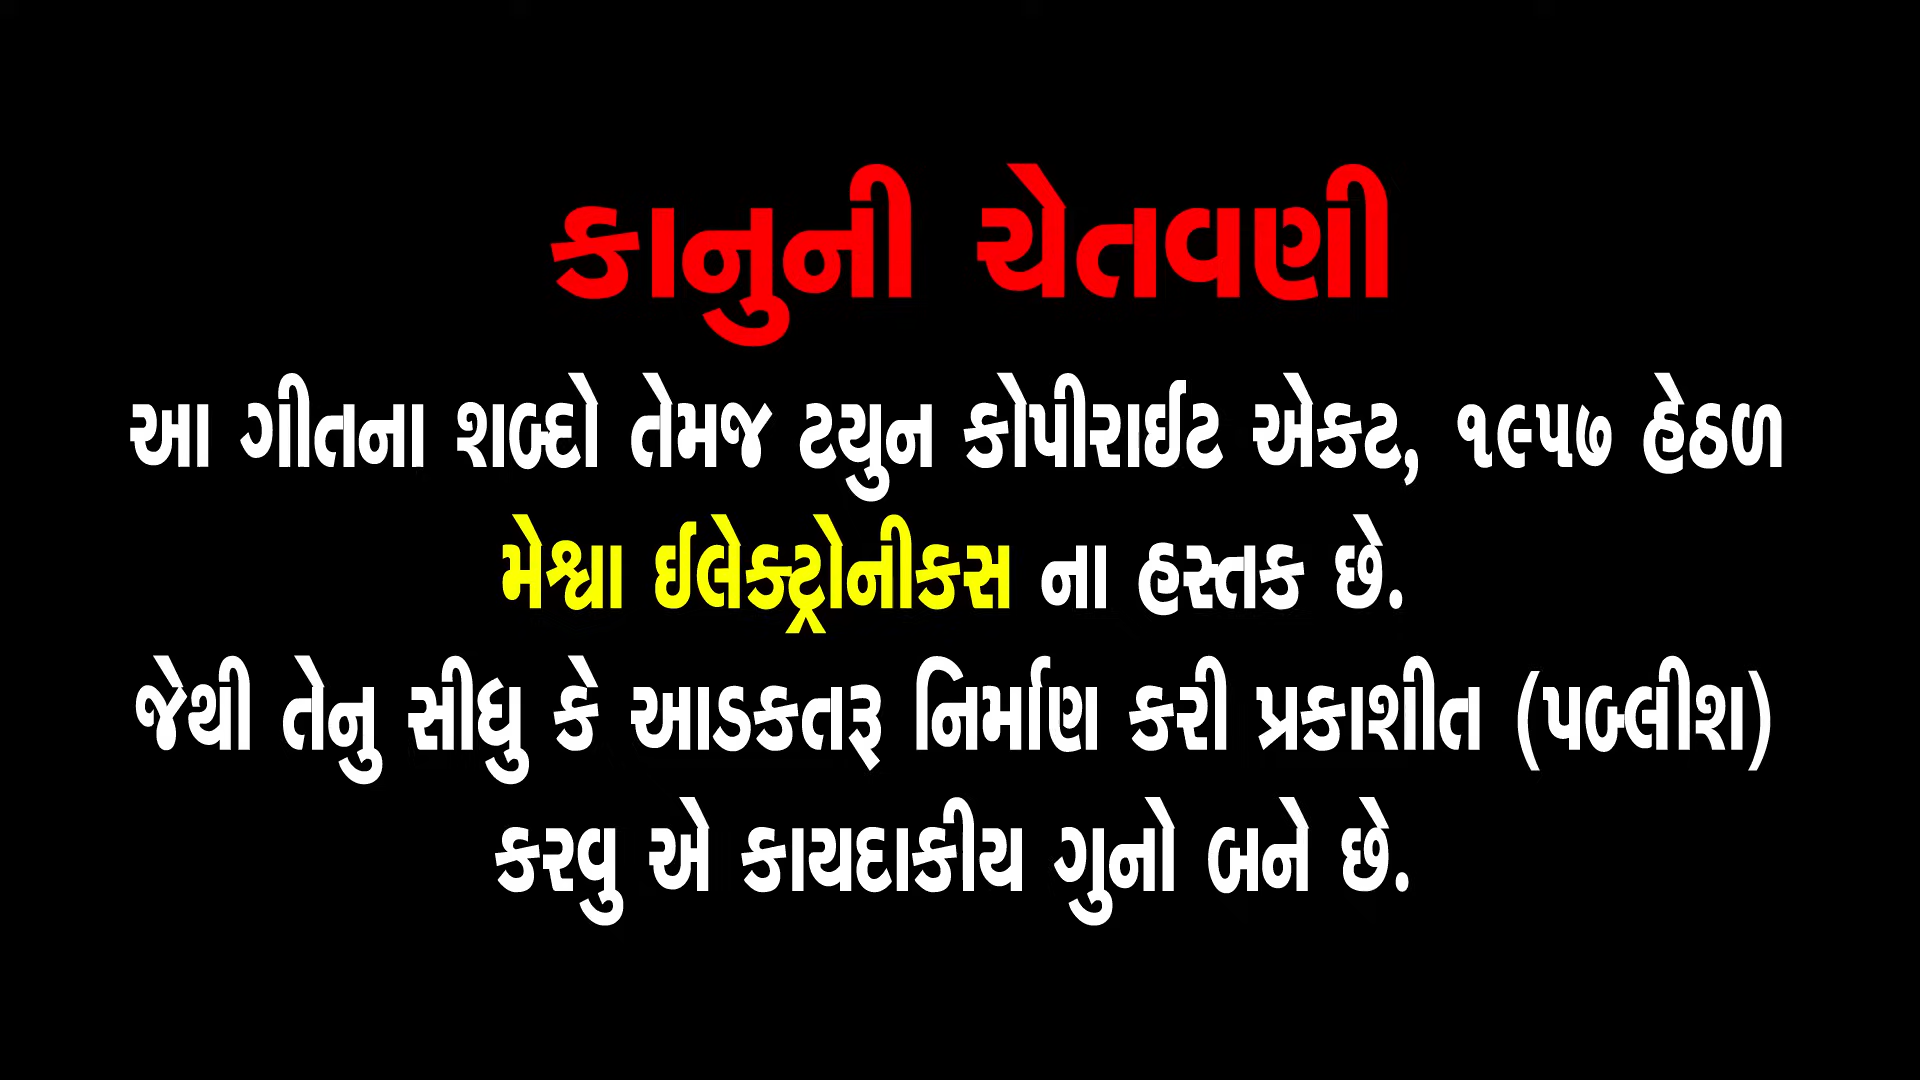 કાનુની ચેતવણી
આ ગીતના શબ્દો તેમજ ટયુન કોપીરાઈટ એકટ, ૧૯૫૭ હેઠળ
મેશ્વા ઈલેક્ટ્રોનીકસ ના હસ્તક છે.
જેથી તેનુ સીધુ કે આડકતરૂ નિર્માણ કરી પ્રકાશીત (પબ્લીશ)
કરવુ એ કાયદાકીય ગુનો બને છે.